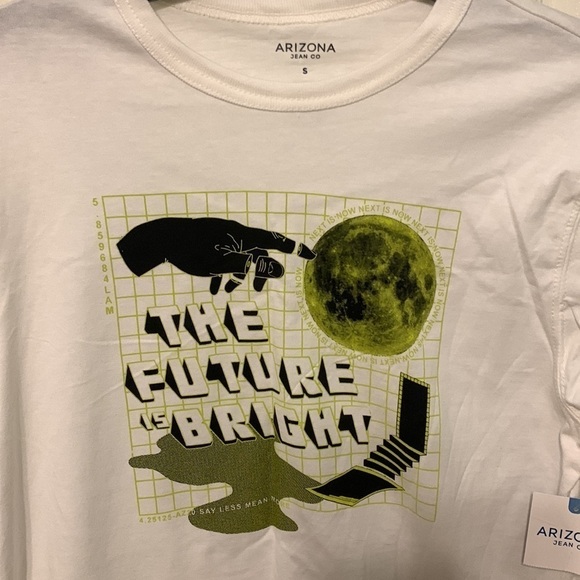 ARIZONA
JEAN CO
S
5.859684LAM
NEXT IS NOW NEXT IS NOW NEXT IS NOW
THE
FUTURE
IS BRIGHT
SAY LESS MEAN
ARIZO
JEAN C